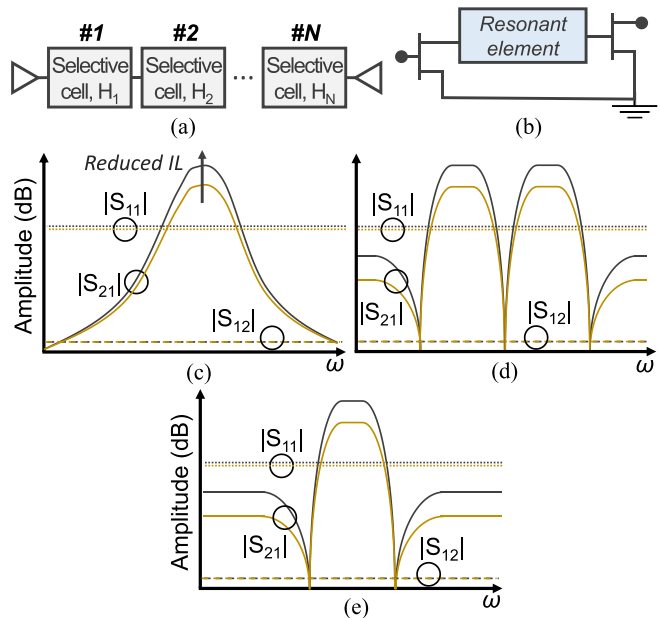 #1 #2 #N
Selective cell, H1
Selective cell, H2
...
Selective cell, HN
(a)
Resonant element
(b)
Amplitude (dB)
Reduced IL
|S11|
|S21|
|S12|
ω
(c)
|S11|
|S21|
|S12|
ω
(d)
Amplitude (dB)
|S11|
|S21|
|S12|
ω
(e)